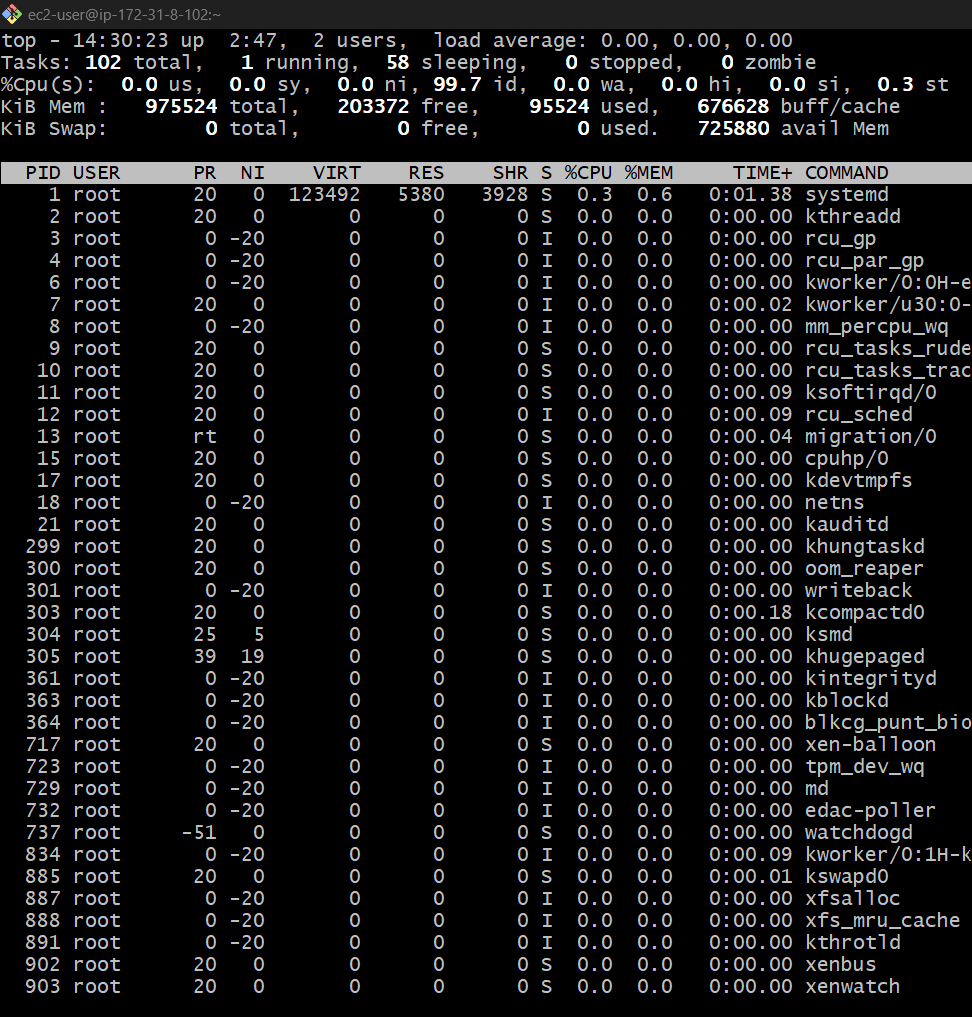 ec2-user@ip-172-31-8-102:~
top - 14:30:23 up  2:47,  2 users,  load average: 0.00, 0.00, 0.00
Tasks: 102 total,   1 running,  58 sleeping,   0 stopped,   0 zombie
%Cpu(s):  0.0 us,  0.0 sy,  0.0 ni, 99.7 id,  0.0 wa,  0.0 hi,  0.0 si,  0.3 st
KiB Mem :   975524 total,   203372 free,    95524 used,   676628 buff/cache
KiB Swap:        0 total,        0 free,        0 used.   725880 avail Mem
PID USER      PR  NI    VIRT    RES    SHR S %CPU %MEM     TIME+ COMMAND
1 root      20   0  123492   5380   3928 S  0.3  0.6   0:01.38 systemd
2 root      20   0       0      0      0 S  0.0  0.0   0:00.00 kthreadd
3 root       0 -20       0      0      0 I  0.0  0.0   0:00.00 rcu_gp
4 root       0 -20       0      0      0 I  0.0  0.0   0:00.00 rcu_par_gp
6 root       0 -20       0      0      0 I  0.0  0.0   0:00.00 kworker/0:0H-e
7 root      20   0       0      0      0 I  0.0  0.0   0:00.02 kworker/u30:0-
8 root       0 -20       0      0      0 I  0.0  0.0   0:00.00 mm_percpu_wq
9 root      20   0       0      0      0 S  0.0  0.0   0:00.00 rcu_tasks_rude
10 root      20   0       0      0      0 S  0.0  0.0   0:00.00 rcu_tasks_trac
11 root      20   0       0      0      0 S  0.0  0.0   0:00.09 ksoftirqd/0
12 root      20   0       0      0      0 I  0.0  0.0   0:00.09 rcu_sched
13 root      rt   0       0      0      0 S  0.0  0.0   0:00.04 migration/0
15 root      20   0       0      0      0 S  0.0  0.0   0:00.00 cpuhp/0
17 root      20   0       0      0      0 S  0.0  0.0   0:00.00 kdevtmpfs
18 root       0 -20       0      0      0 I  0.0  0.0   0:00.00 netns
21 root      20   0       0      0      0 S  0.0  0.0   0:00.00 kauditd
299 root      20   0       0      0      0 S  0.0  0.0   0:00.00 khungtaskd
300 root      20   0       0      0      0 S  0.0  0.0   0:00.00 oom_reaper
301 root       0 -20       0      0      0 I  0.0  0.0   0:00.00 writeback
303 root      20   0       0      0      0 S  0.0  0.0   0:00.18 kcompactd0
304 root      25   5       0      0      0 S  0.0  0.0   0:00.00 ksmd
305 root      39  19       0      0      0 S  0.0  0.0   0:00.00 khugepaged
361 root       0 -20       0      0      0 I  0.0  0.0   0:00.00 kintegrityd
363 root       0 -20       0      0      0 I  0.0  0.0   0:00.00 kblockd
364 root       0 -20       0      0      0 I  0.0  0.0   0:00.00 blkcg_punt_bio
717 root      20   0       0      0      0 S  0.0  0.0   0:00.00 xen-balloon
723 root       0 -20       0      0      0 I  0.0  0.0   0:00.00 tpm_dev_wq
729 root       0 -20       0      0      0 I  0.0  0.0   0:00.00 md
732 root       0 -20       0      0      0 I  0.0  0.0   0:00.00 edac-poller
737 root     -51   0       0      0      0 S  0.0  0.0   0:00.00 watchdogd
834 root       0 -20       0      0      0 I  0.0  0.0   0:00.09 kworker/0:1H-k
885 root      20   0       0      0      0 S  0.0  0.0   0:00.01 kswapd0
887 root       0 -20       0      0      0 I  0.0  0.0   0:00.00 xfsalloc
888 root       0 -20       0      0      0 I  0.0  0.0   0:00.00 xfs_mru_cache
891 root       0 -20       0      0      0 I  0.0  0.0   0:00.00 kthrotld
902 root      20   0       0      0      0 S  0.0  0.0   0:00.00 xenbus
903 root      20   0       0      0      0 S  0.0  0.0   0:00.00 xenwatch